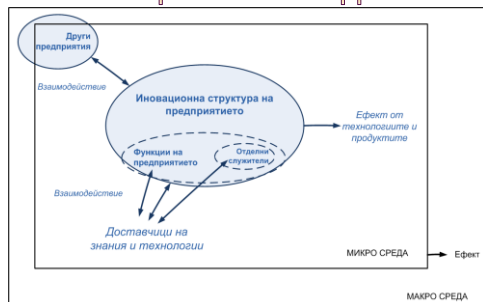 Други
предприятия
Взаимодействие
Иновационна структура на
предприятието
Ефект от
технологиите и
продуктите
Функции на
предприятието
Отделни
служители
Взаимодействие
Доставчици на
знания и технологии
МИКРО СРЕДА
Ефект
МАКРО СРЕДА